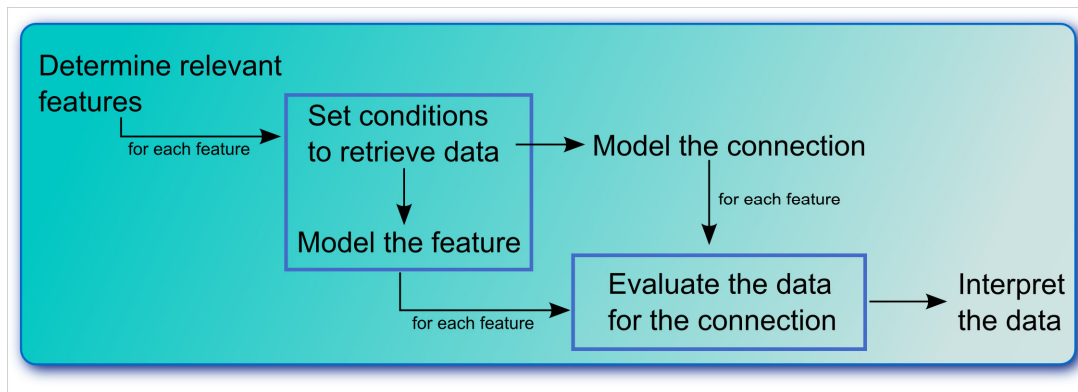 Determine relevant
features
for each feature
Set conditions
to retrieve data
Model the feature
Model the connection
for each feature
for each feature
Evaluate the data
for the connection
Interpret
the data